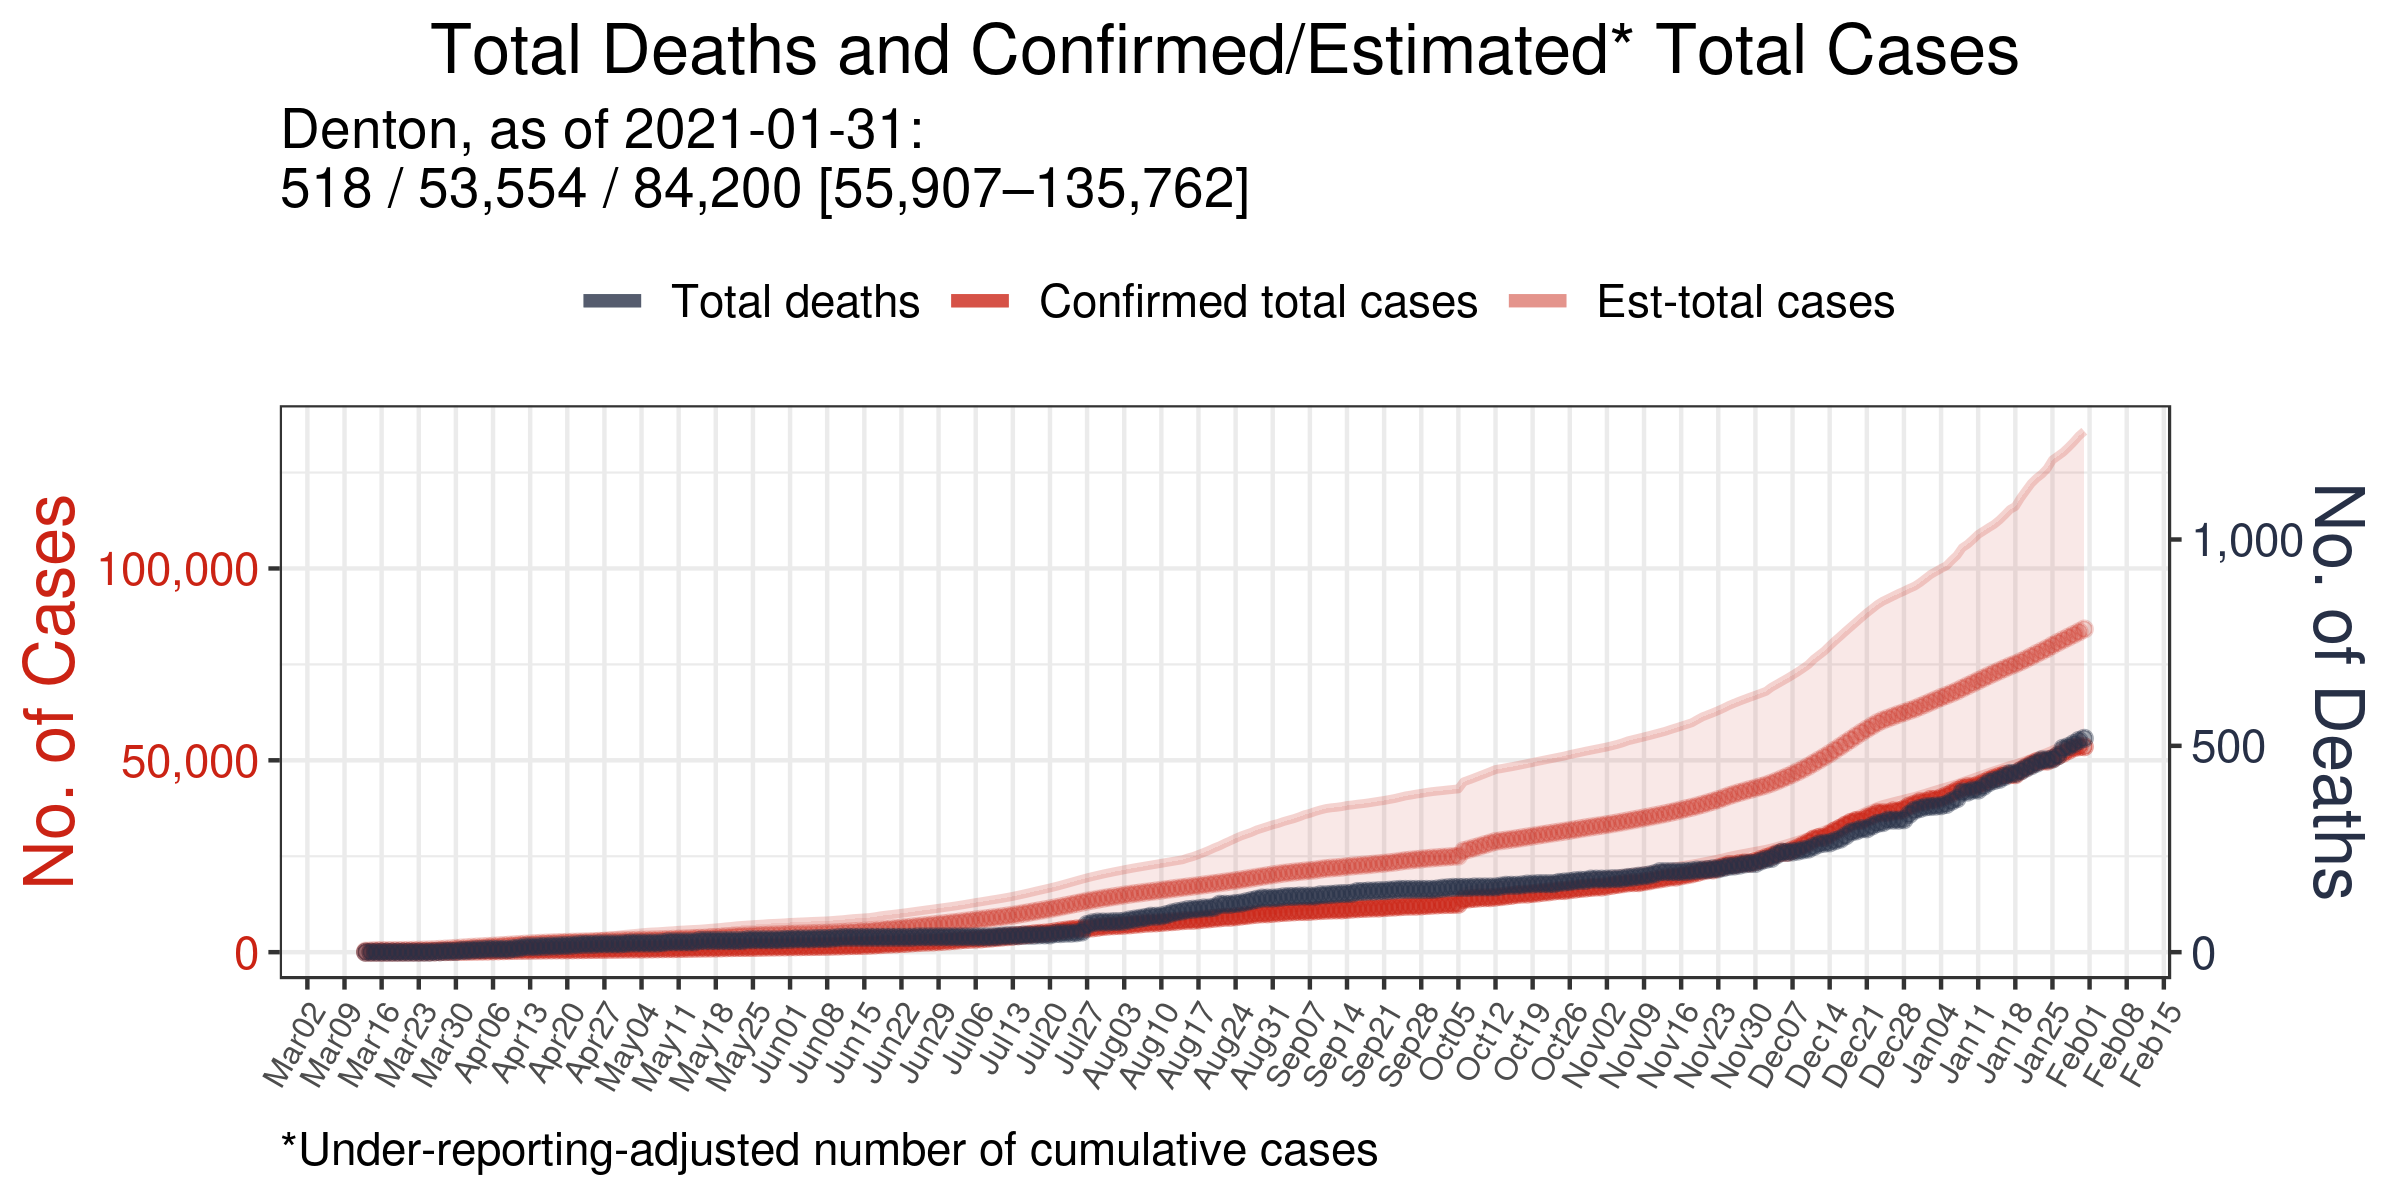 Total Deaths and Confirmed/Estimated* Total Cases
Denton, as of 2021-01-31:
518 / 53,554 / 84,200 [55,907–135,762]
Total deaths
Confirmed total cases
Est-total cases
No. of Cases
100,000
50,000
0
1,000
500
0
No. of Deaths
Mar02
Mar09
Mar16
Mar23
Mar30
Apr06
Apr13
Apr20
Apr27
May04
May11
May18
May25
Jun01
Jun08
Jun15
Jun22
Jun29
Jul06
Jul13
Jul20
Jul27
Aug03
Aug10
Aug17
Aug24
Aug31
Sep07
Sep14
Sep21
Sep28
Oct05
Oct12
Oct19
Oct26
Nov02
Nov09
Nov16
Nov23
Nov30
Dec07
Dec14
Dec21
Dec28
Jan04
Jan11
Jan18
Jan25
Feb01
Feb08
Feb15
*Under-reporting-adjusted number of cumulative cases